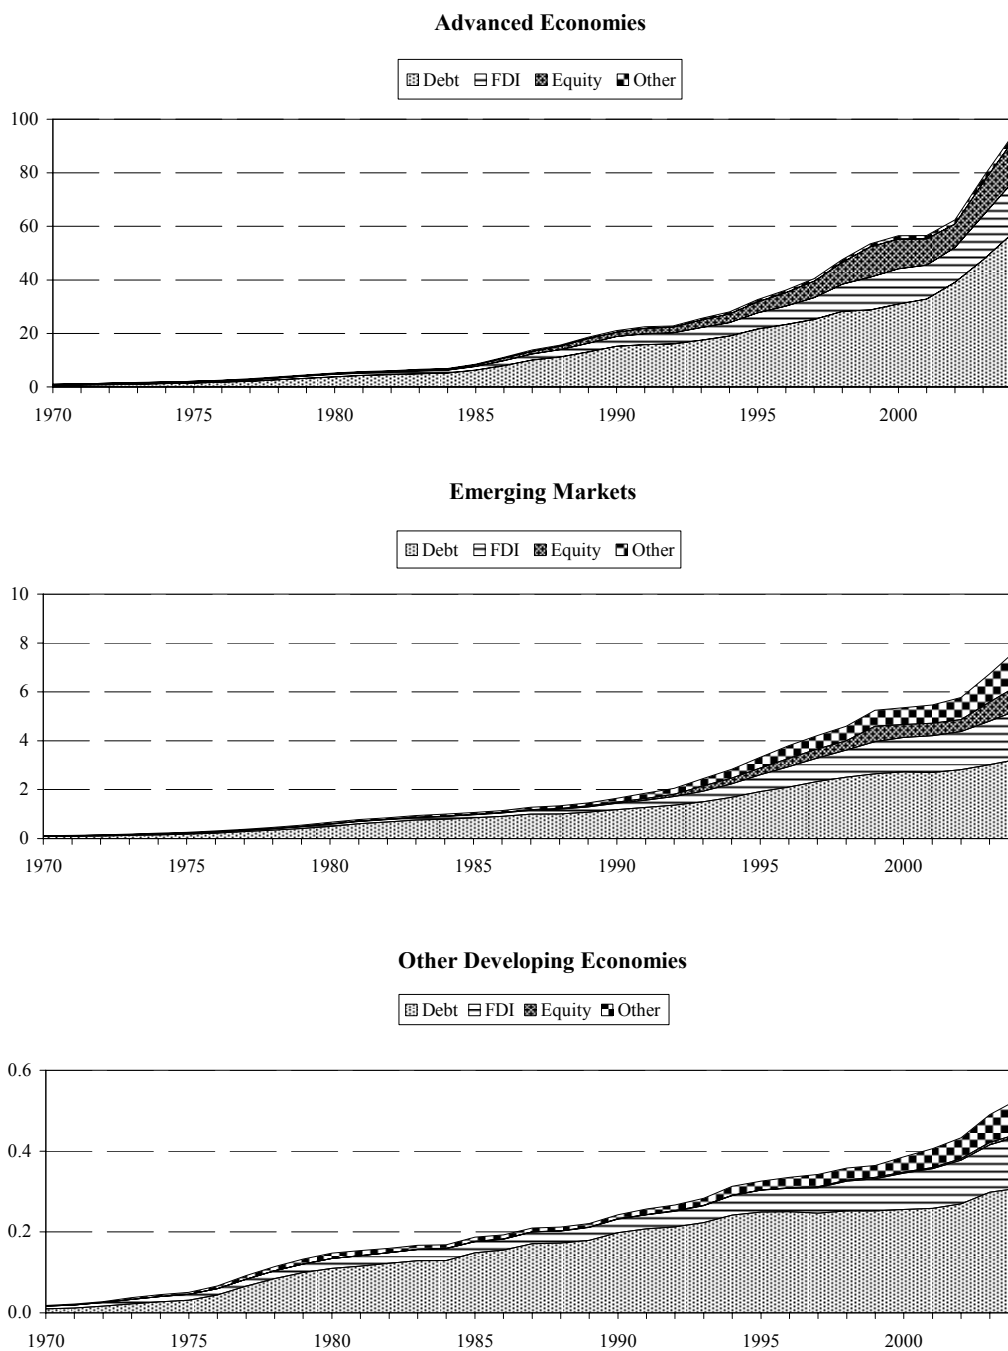 Advanced Economies
Debt FDI Equity Other
100
80
60
40
20
0
1970 1975 1980 1985 1990 1995 2000
Emerging Markets
Debt FDI Equity Other
10
8
6
4
2
0
1970 1975 1980 1985 1990 1995 2000
Other Developing Economies
Debt FDI Equity Other
0.6
0.4
0.2
0.0
1970 1975 1980 1985 1990 1995 2000